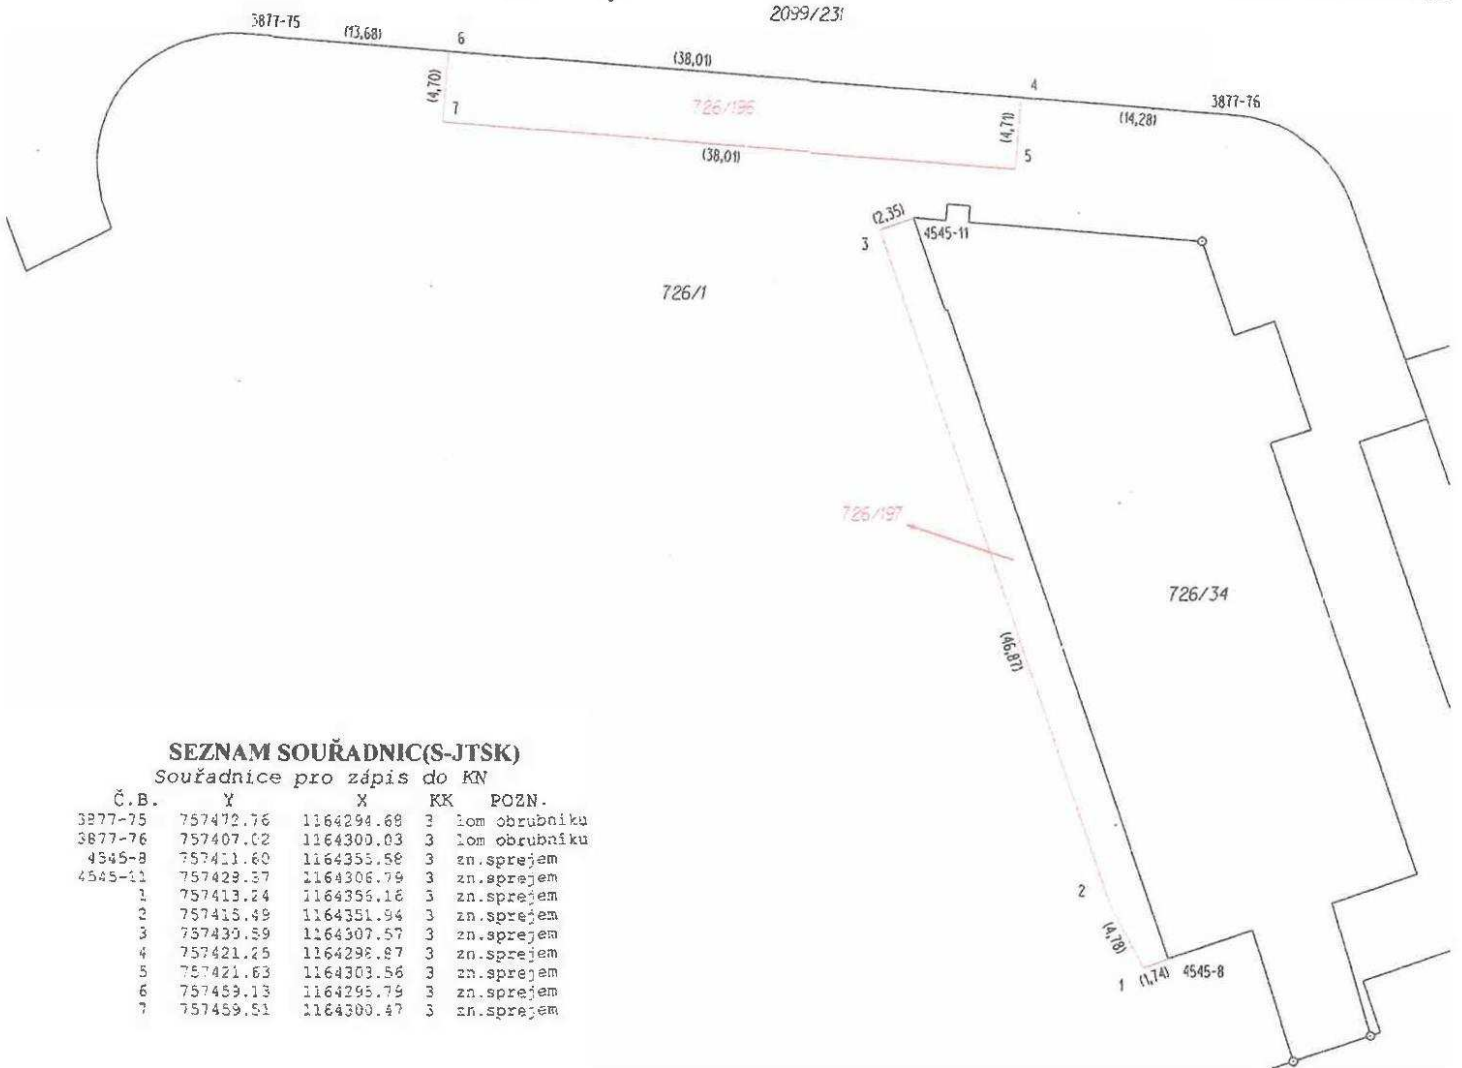 2099/231
3877-75
(13,68)
6
(38,01)
4
3877-76
(4,70)
7
726/196
(4,71)
(14,28)
(38,01)
5
(2,35)
3
4545-11
726/1
726/197
726/34
(46,87)
2
(4,78)
1
(1,74)
4545-8
SEZNAM SOUŘADNIC(S-JTSK)
Souřadnice pro zápis do KN
Č.B. Y X KK POZN.
3877-75 757472.76 1164294.68 3 lom obrubníku
3877-76 757407.02 1164300.03 3 lom obrubníku
4545-8 757411.60 1164355.58 3 zn.sprejem
4545-11 757428.37 1164306.79 3 zn.sprejem
1 757413.24 1164356.16 3 zn.sprejem
2 757415.49 1164351.94 3 zn.sprejem
3 757430.59 1164307.57 3 zn.sprejem
4 757421.25 1164298.87 3 zn.sprejem
5 757421.63 1164303.56 3 zn.sprejem
6 757459.13 1164295.79 3 zn.sprejem
7 757459.51 1164300.47 3 zn.sprejem